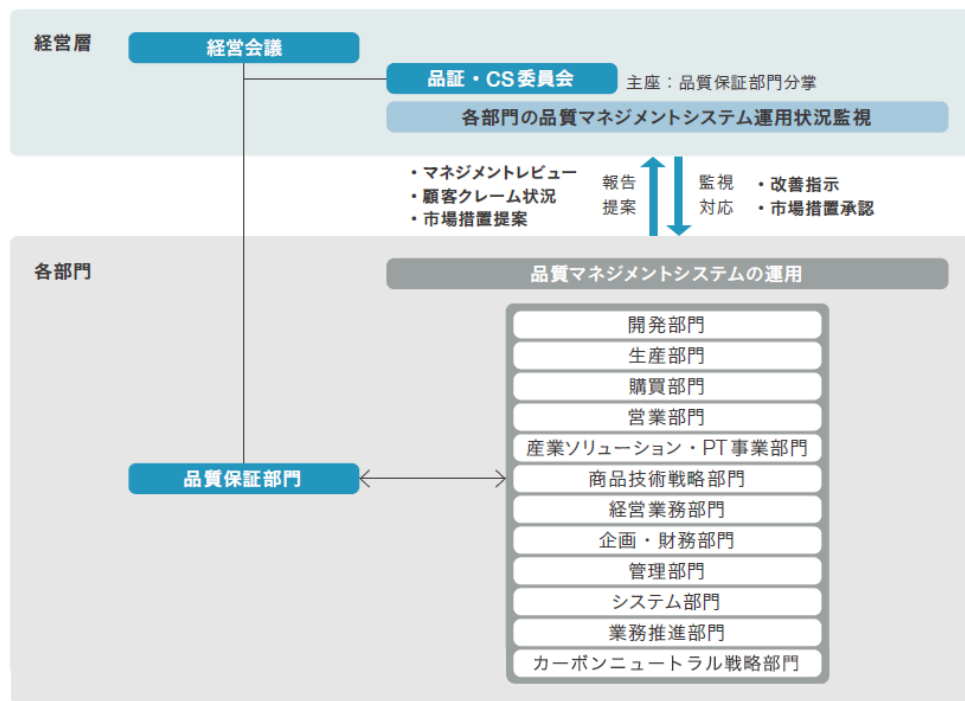 経営層
経営会議
品証・CS委員会
主座：品質保証部門分掌
各部門の品質マネジメントシステム運用状況監視
・マネジメントレビュー
・顧客クレーム状況
・市場措置提案
報告
提案
監視
対応
・改善指示
・市場措置承認
各部門
品質マネジメントシステムの運用
開発部門
生産部門
購買部門
営業部門
産業ソリューション・PT事業部門
品質保証部門
商品技術戦略部門
経営業務部門
企画・財務部門
管理部門
システム部門
業務推進部門
カーボンニュートラル戦略部門